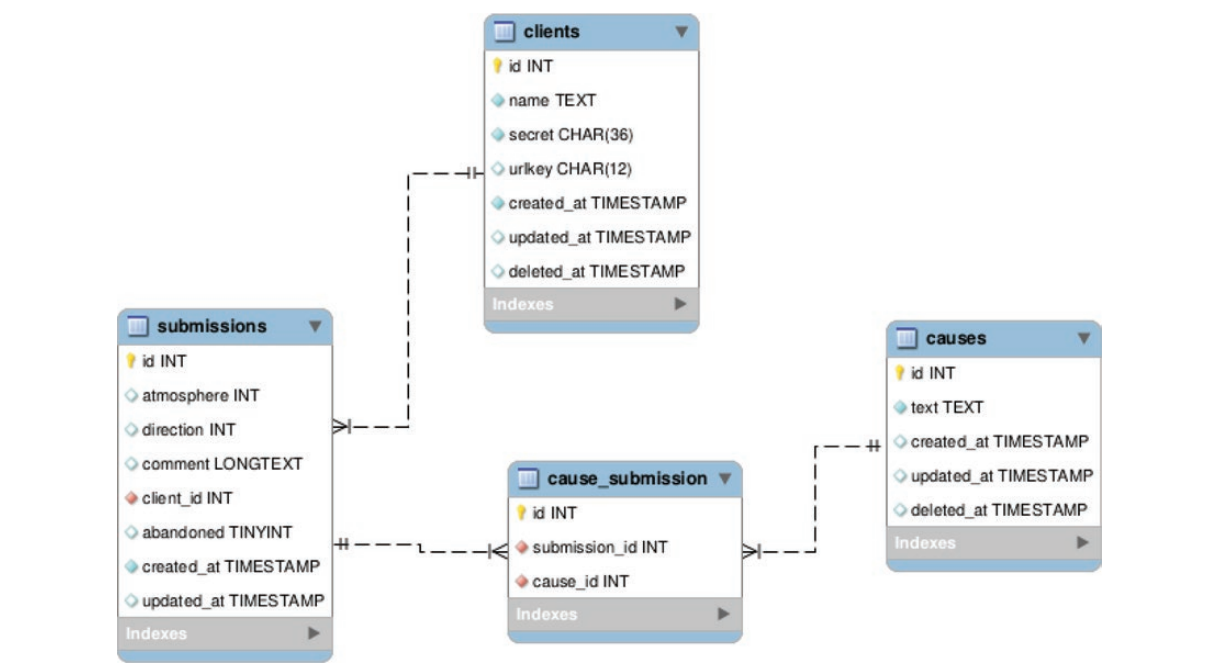 clients
id INT
name TEXT
secret CHAR(36)
urlkey CHAR(12)
created_at TIMESTAMP
updated_at TIMESTAMP
deleted_at TIMESTAMP
Indexes
submissions
id INT
atmosphere INT
direction INT
comment LONGTEXT
client_id INT
abandoned TINYINT
created_at TIMESTAMP
updated_at TIMESTAMP
Indexes
cause_submission
id INT
submission_id INT
cause_id INT
Indexes
causes
id INT
text TEXT
created_at TIMESTAMP
updated_at TIMESTAMP
deleted_at TIMESTAMP
Indexes